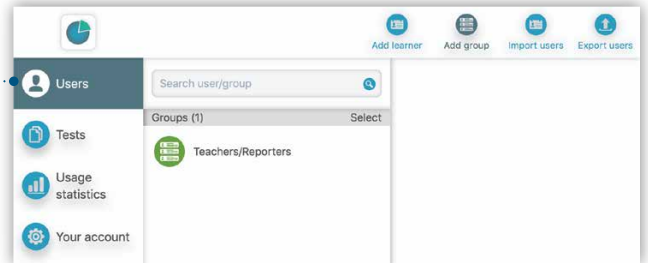 Add learner Add group Import users Export users
Users
Search user/group
Groups (1) Select
Teachers/Reporters
Tests
Usage
statistics
Your account